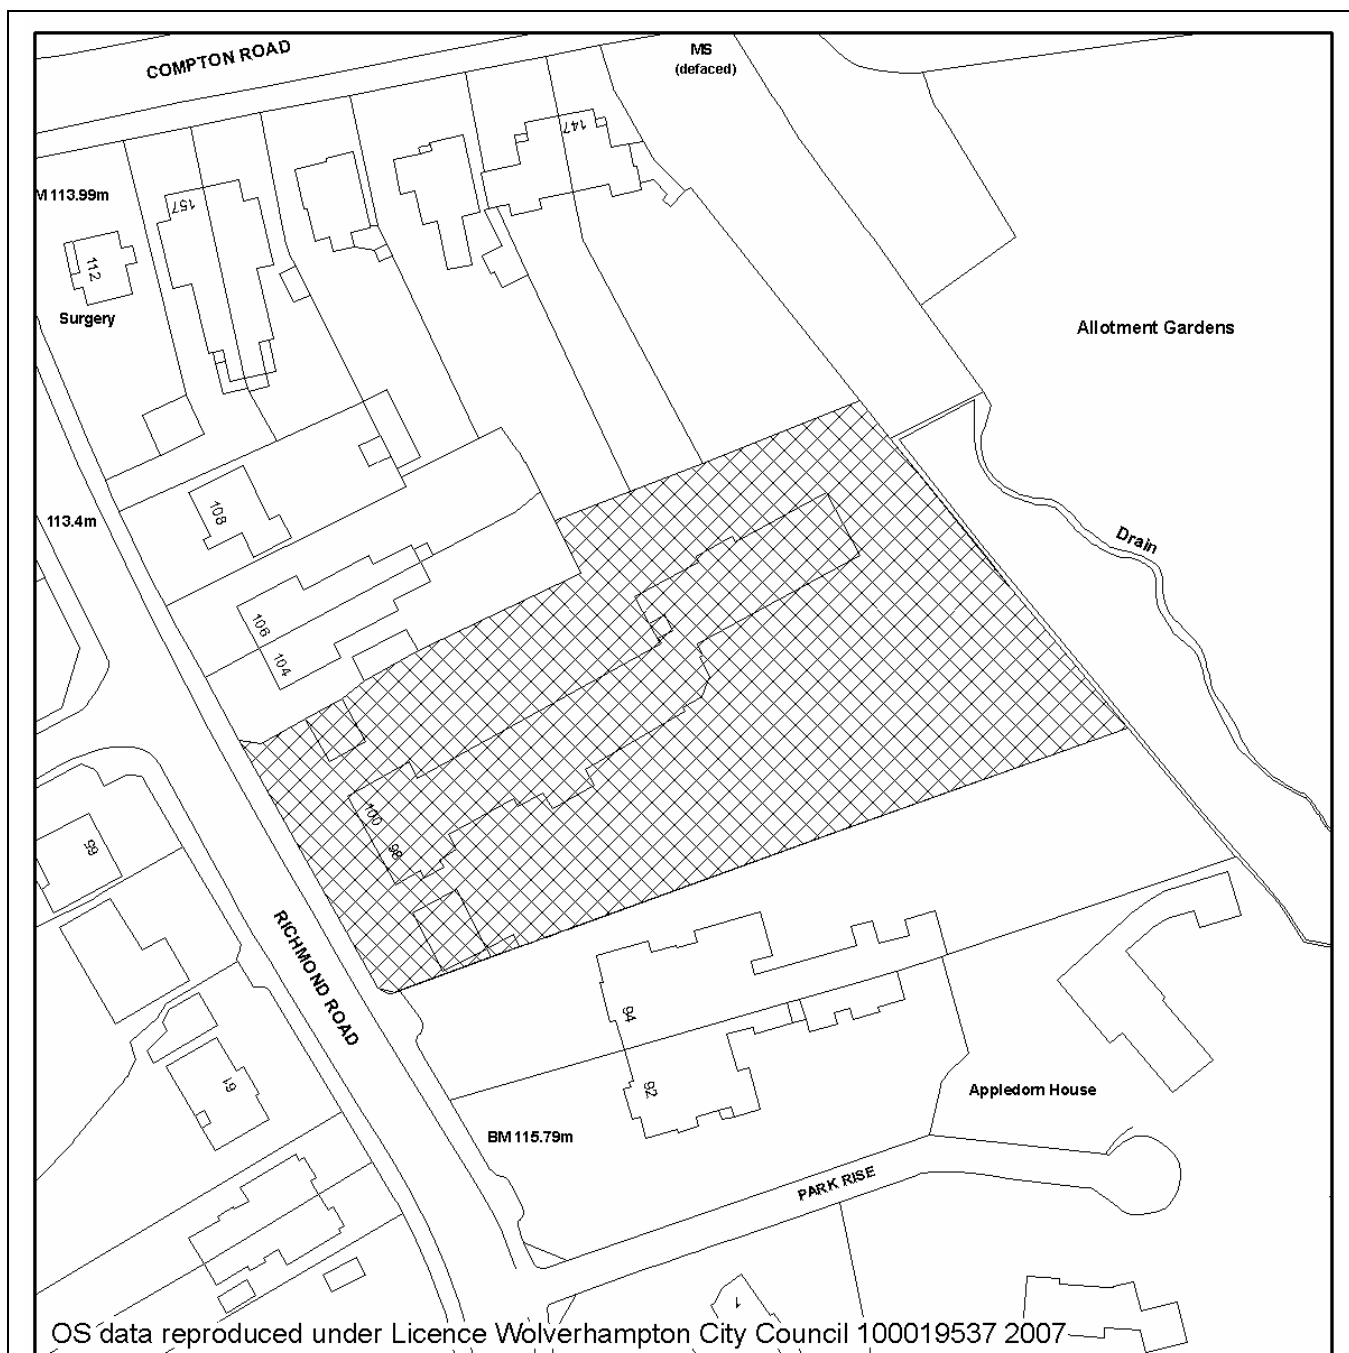 COMPTON ROAD
MS
(defaced)
147
157
M 113.99m
112
Surgery
Allotment Gardens
108
113.4m
Drain
106
104
100
98
65
RICHMOND ROAD
94
61
92
Appledorn House
BM 115.79m
PARK RISE
1
OS data reproduced under Licence Wolverhampton City Council 100019537 2007